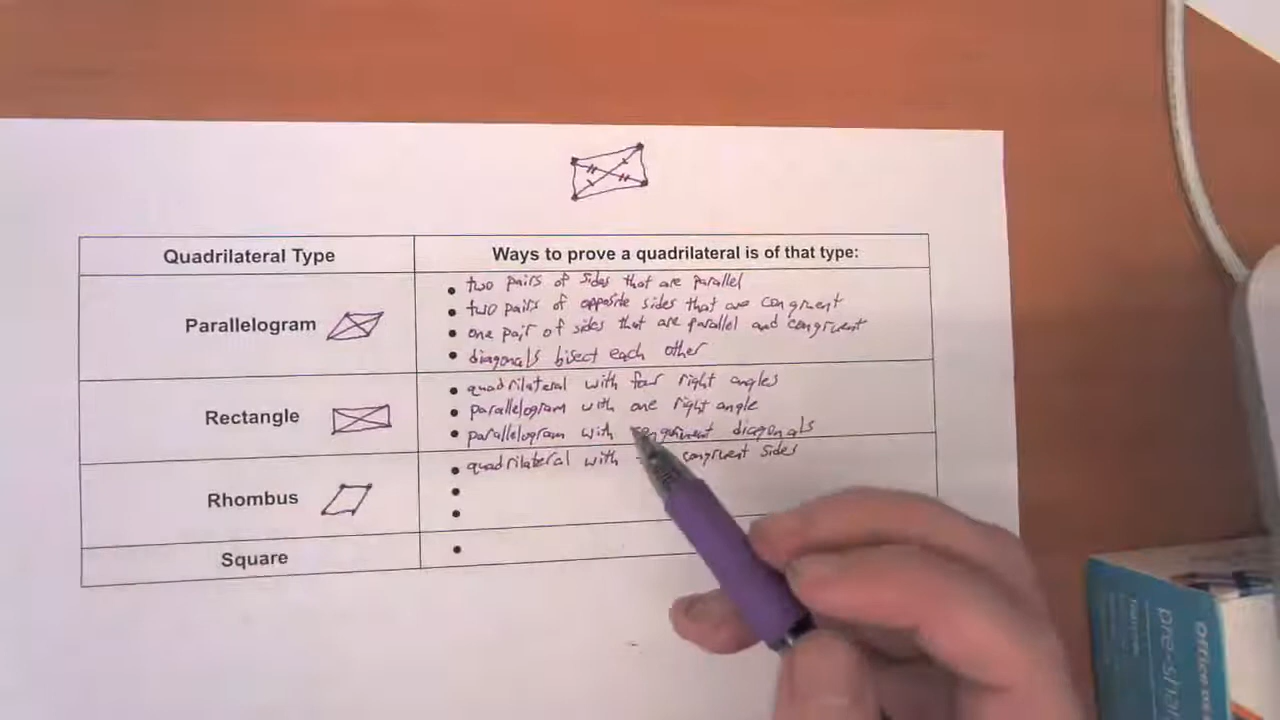 Quadrilateral Type
Ways to prove a quadrilateral is of that type:
Parallelogram
• two pairs of sides that are parallel
• two pairs of opposite sides that are congruent
• one pair of sides that are parallel and congruent
• diagonals bisect each other
Rectangle
• quadrilateral with four right angles
• parallelogram with one right angle
• parallelogram with congruent diagonals
Rhombus
• quadrilateral with congruent sides
•
•
Square
•
office